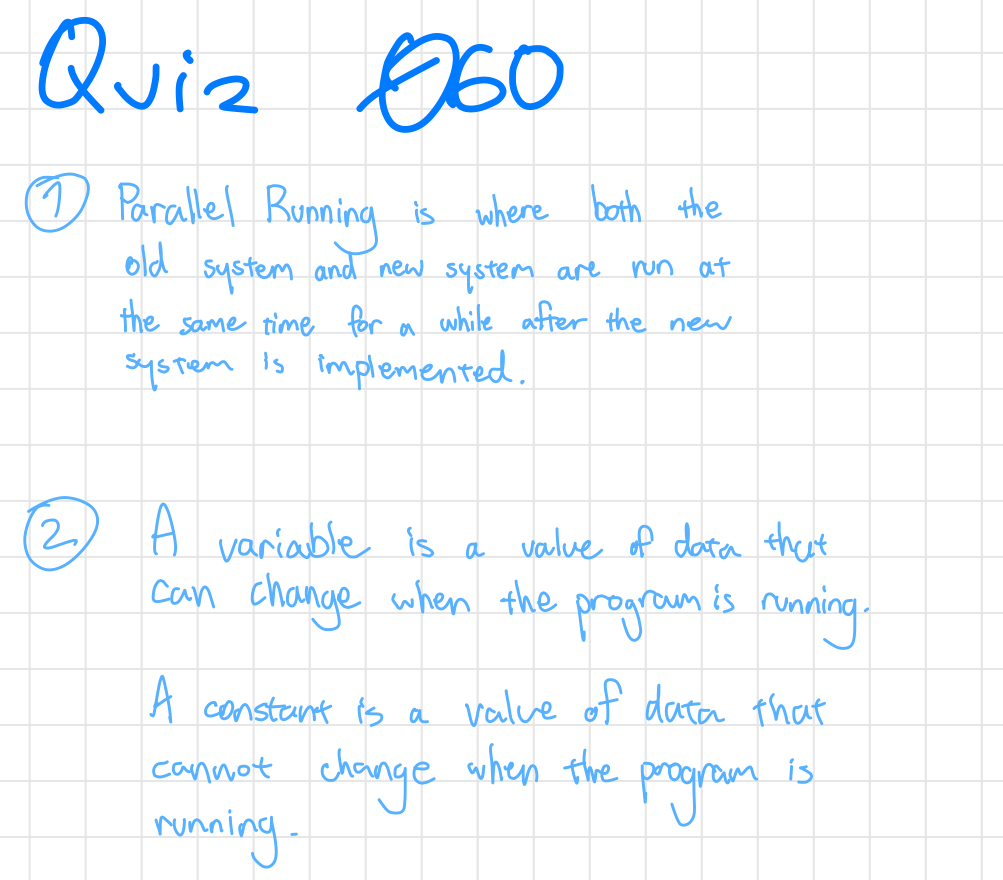 Quiz 060
1 Parallel Running is where both the
old system and new system are run at
the same time for a while after the new
system is implemented.
2 A variable is a value of data that
can change when the program is running.
A constant is a value of data that
cannot change when the program is
running.